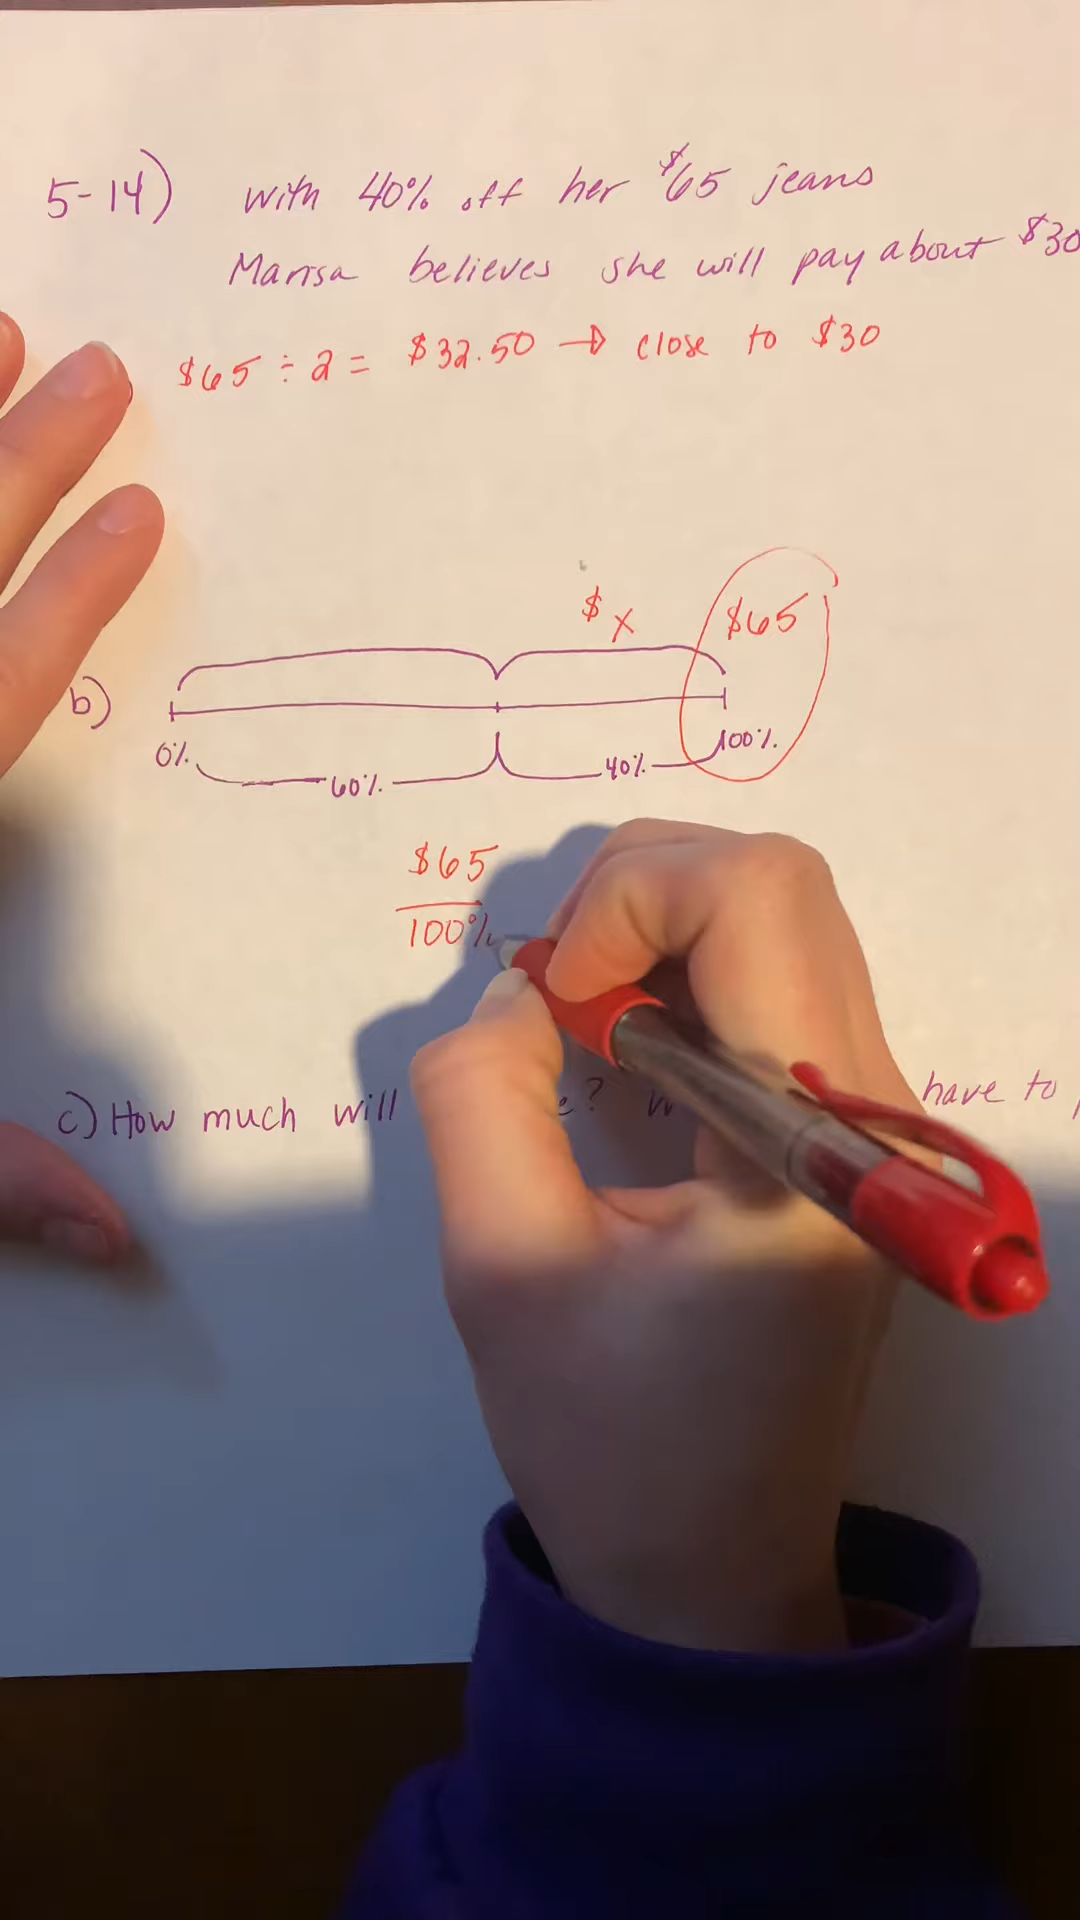 5-14) with 40% off her $65 jeans
Marisa believes she will pay about $30
$65 ÷ 2 = $32.50 → close to $30
$x $65
b)
0% 60% 40% 100%
$65
100%
c) How much will have to